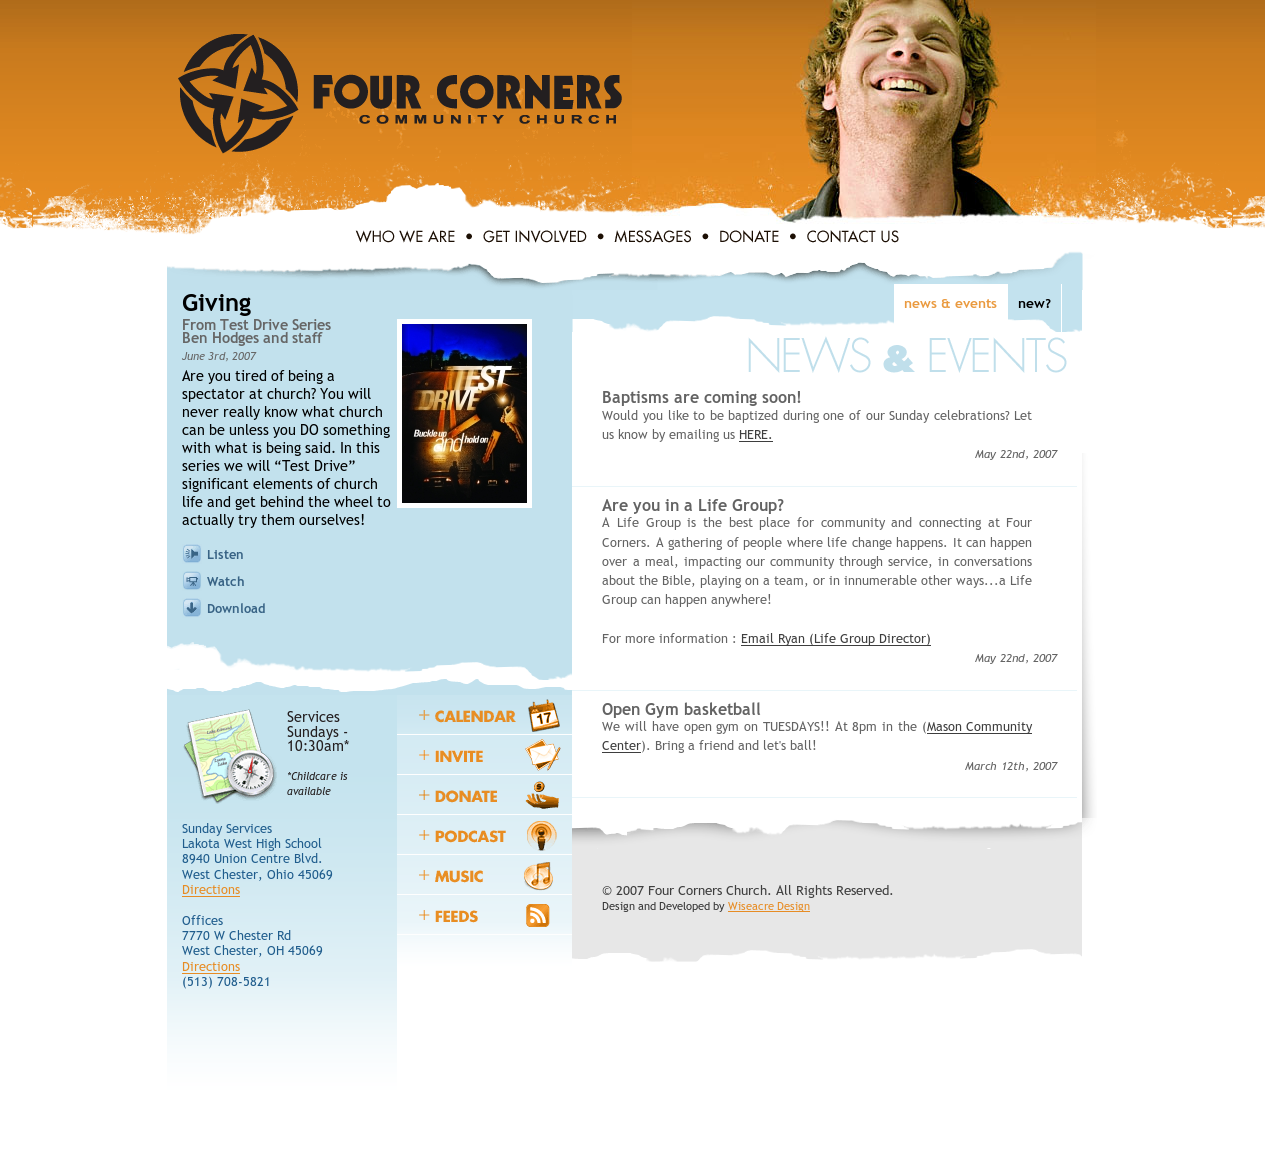 FOUR CORNERS
COMMUNITY CHURCH
WHO WE ARE • GET INVOLVED • MESSAGES • DONATE • CONTACT US
Giving
From Test Drive Series
Ben Hodges and staff
June 3rd, 2007
Are you tired of being a
spectator at church? You will
never really know what church
can be unless you DO something
with what is being said. In this
series we will “Test Drive”
significant elements of church
life and get behind the wheel to
actually try them ourselves!
TEST
DRIVE
Buckle up
and hold on
Listen
Watch
Download
news & events new?
NEWS & EVENTS
Baptisms are coming soon!
Would you like to be baptized during one of our Sunday celebrations? Let
us know by emailing us HERE.
May 22nd, 2007
Are you in a Life Group?
A Life Group is the best place for community and connecting at Four
Corners. A gathering of people where life change happens. It can happen
over a meal, impacting our community through service, in conversations
about the Bible, playing on a team, or in innumerable other ways...a Life
Group can happen anywhere!
For more information : Email Ryan (Life Group Director)
May 22nd, 2007
Open Gym basketball
We will have open gym on TUESDAYS!! At 8pm in the (Mason Community
Center). Bring a friend and let's ball!
March 12th, 2007
Services
Sundays -
10:30am*
*Childcare is
available
Sunday Services
Lakota West High School
8940 Union Centre Blvd.
West Chester, Ohio 45069
Directions
Offices
7770 W Chester Rd
West Chester, OH 45069
Directions
(513) 708-5821
+ CALENDAR
17
+ INVITE
+ DONATE
+ PODCAST
+ MUSIC
+ FEEDS
© 2007 Four Corners Church. All Rights Reserved.
Design and Developed by Wiseacre Design